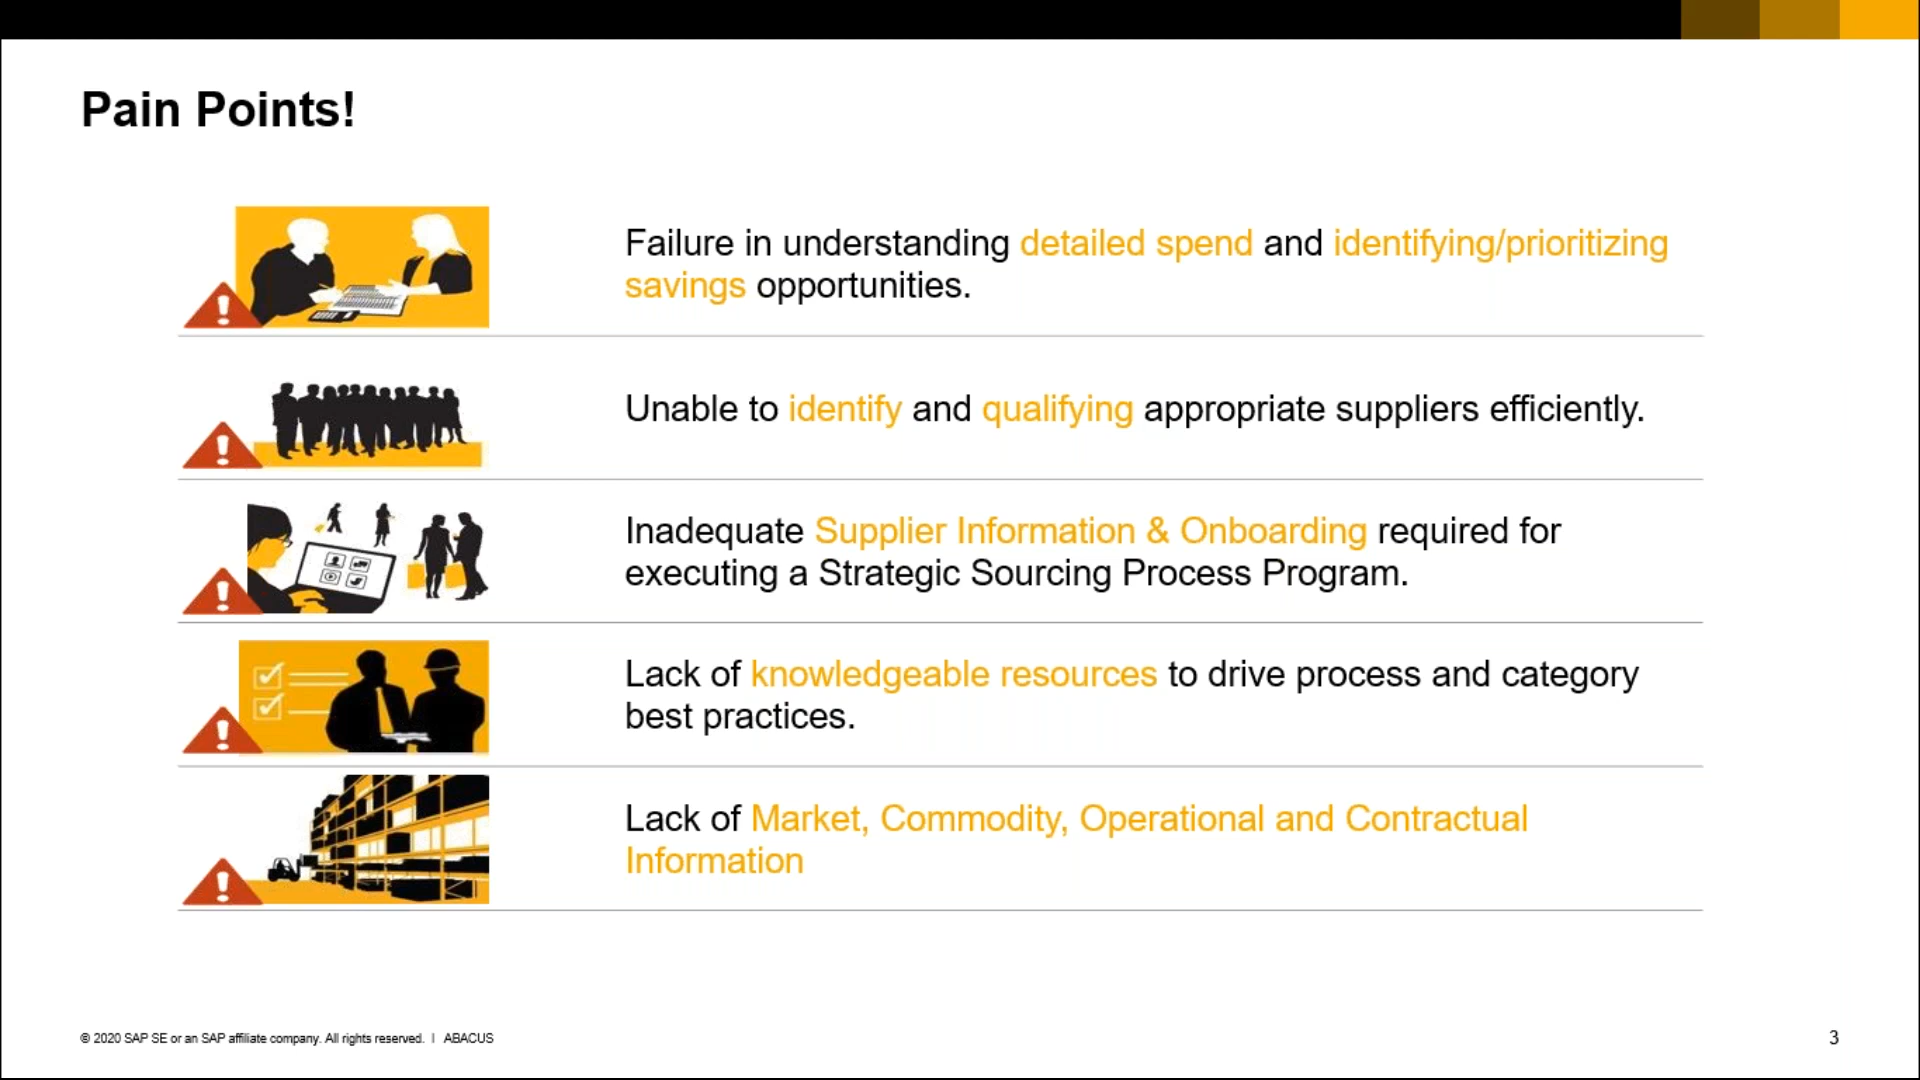 Pain Points!
Failure in understanding detailed spend and identifying/prioritizing
savings opportunities.
Unable to identify and qualifying appropriate suppliers efficiently.
Inadequate Supplier Information & Onboarding required for
executing a Strategic Sourcing Process Program.
Lack of knowledgeable resources to drive process and category
best practices.
Lack of Market, Commodity, Operational and Contractual
Information
© 2020 SAP SE or an SAP affiliate company. All rights reserved. | ABACUS
3